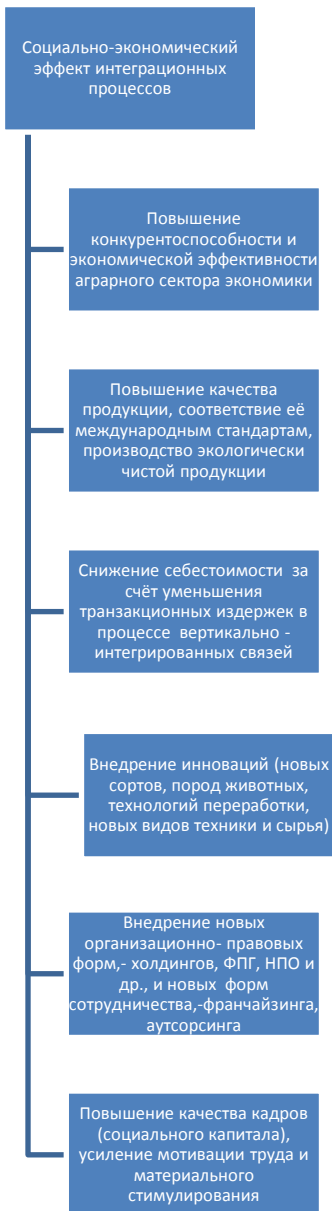 Социально-экономический
эффект интеграционных
процессов
Повышение
конкурентоспособности и
экономической эффективности
аграрного сектора экономики
Повышение качества
продукции, соответствие её
международным стандартам,
производство экологически
чистой продукции
Снижение себестоимости за
счёт уменьшения
транзакционных издержек в
процессе вертикально -
интегрированных связей
Внедрение инноваций (новых
сортов, пород животных,
технологий переработки,
новых видов техники и сырья)
Внедрение новых
организационно- правовых
форм,- холдингов, ФПГ, НПО и
др., и новых форм
сотрудничества,-франчайзинга,
аутсорсинга
Повышение качества кадров
(социального капитала),
усиление мотивации труда и
материального
стимулирования